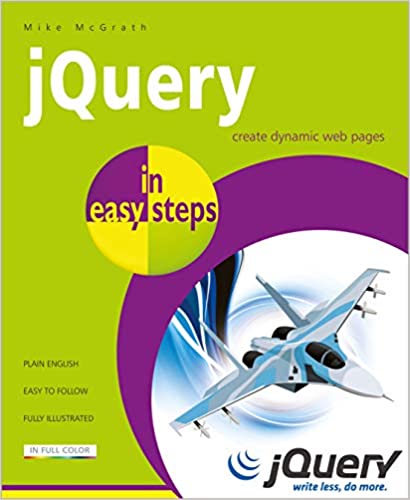 Mike McGrath
jQuery
create dynamic web pages
in
easy steps
PLAIN ENGLISH
EASY TO FOLLOW
FULLY ILLUSTRATED
IN FULL COLOR
jQuery
write less, do more.